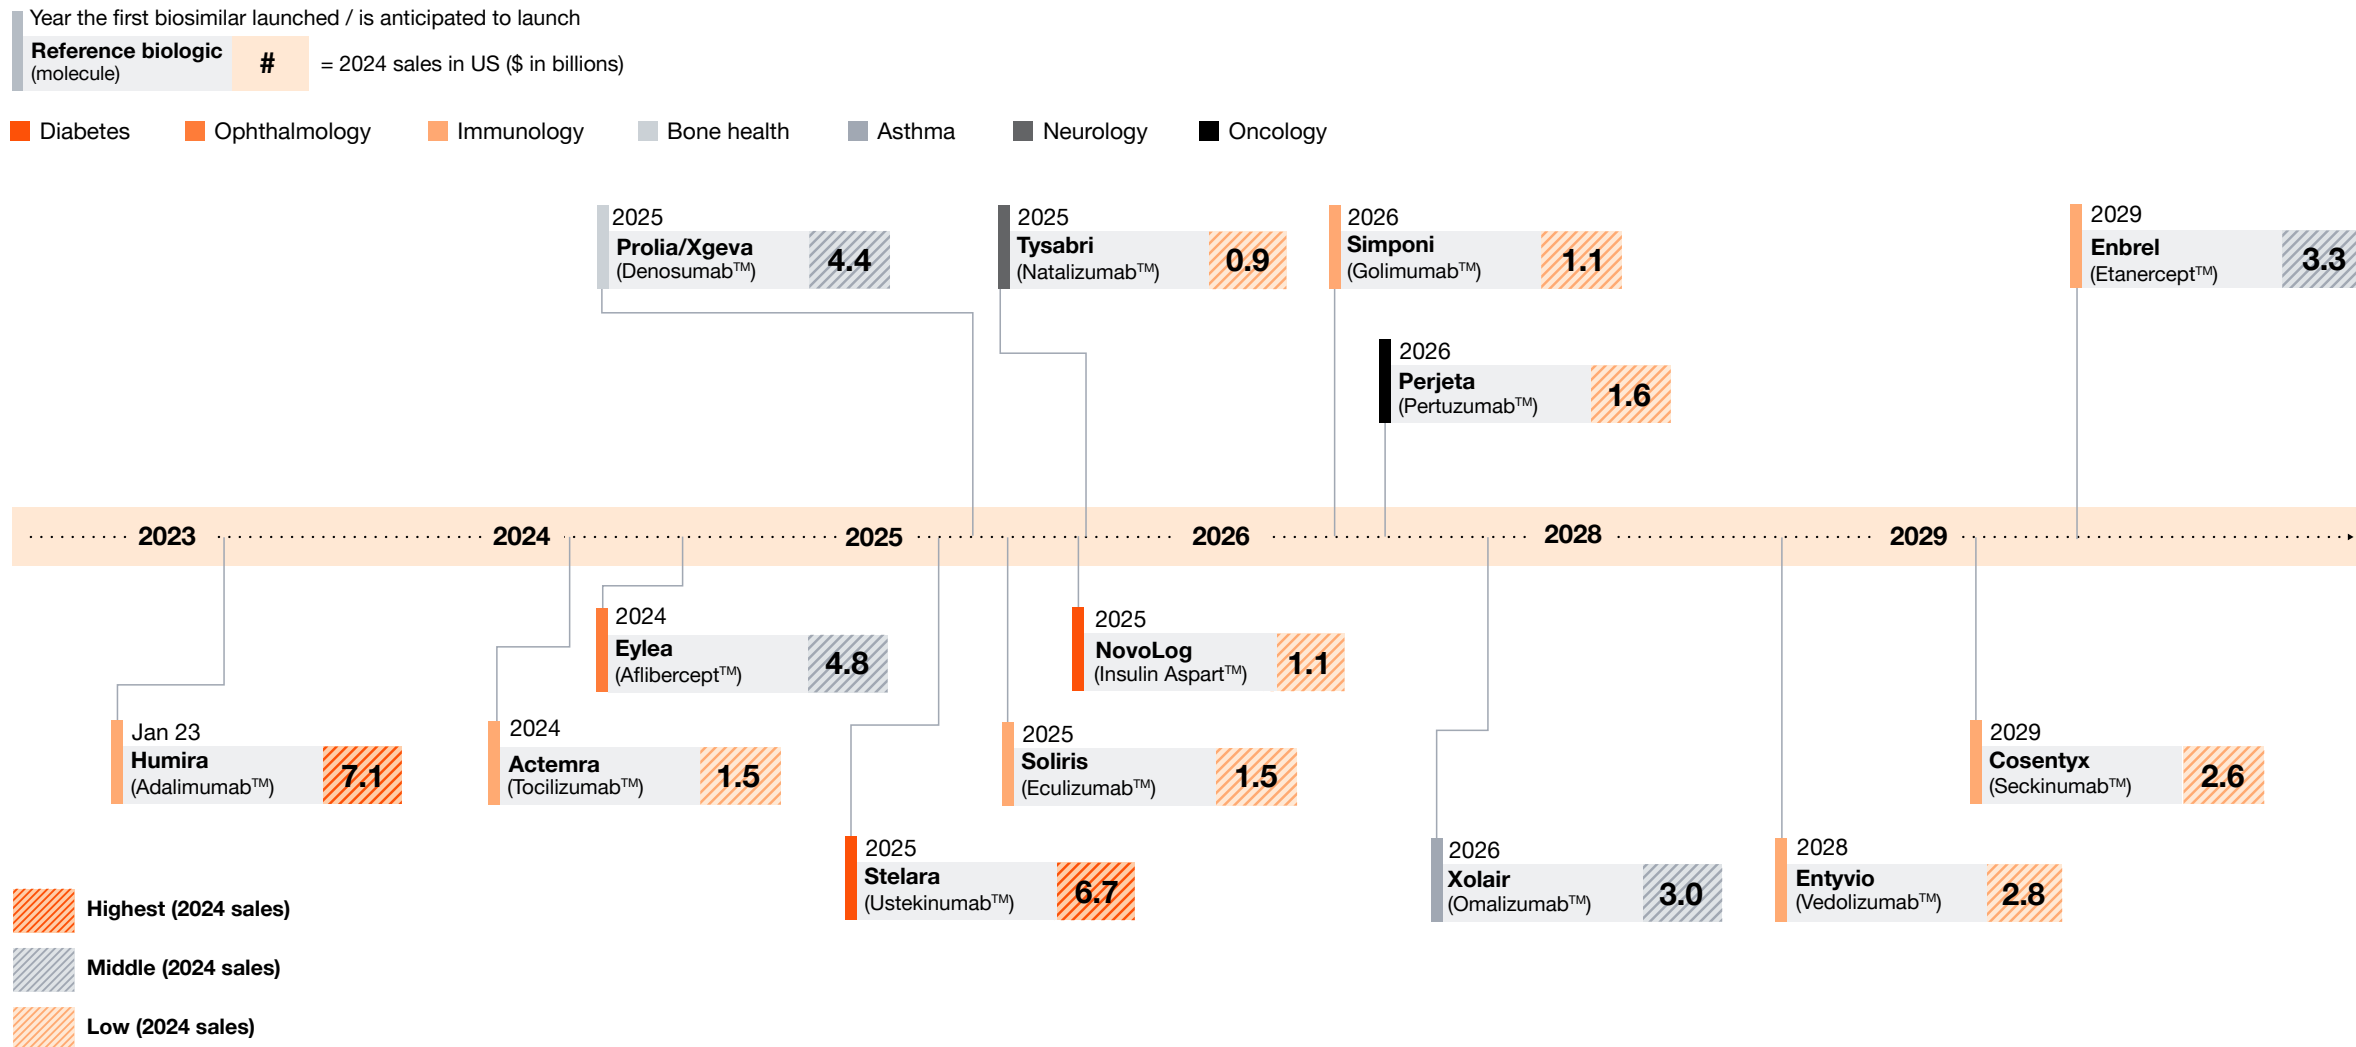 Year the first biosimilar launched / is anticipated to launch
Reference biologic
(molecule)
#
= 2024 sales in US ($ in billions)
Diabetes
Ophthalmology
Immunology
Bone health
Asthma
Neurology
Oncology
2025
Prolia/Xgeva
(Denosumab™)
4.4
2025
Tysabri
(Natalizumab™)
0.9
2026
Simponi
(Golimumab™)
1.1
2029
Enbrel
(Etanercept™)
3.3
2026
Perjeta
(Pertuzumab™)
1.6
2023
2024
2025
2026
2028
2029
2024
Eylea
(Aflibercept™)
4.8
2025
NovoLog
(Insulin Aspart™)
1.1
Jan 23
Humira
(Adalimumab™)
7.1
2024
Actemra
(Tocilizumab™)
1.5
2025
Soliris
(Eculizumab™)
1.5
2029
Cosentyx
(Seckinumab™)
2.6
2025
Stelara
(Ustekinumab™)
6.7
2026
Xolair
(Omalizumab™)
3.0
2028
Entyvio
(Vedolizumab™)
2.8
Highest (2024 sales)
Middle (2024 sales)
Low (2024 sales)